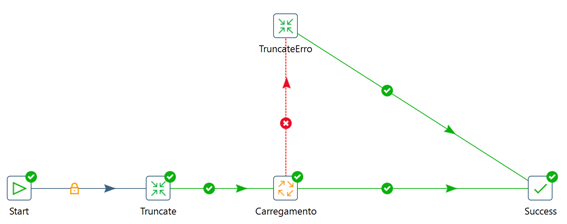 TruncateErro
Start
Truncate
Carregamento
Success